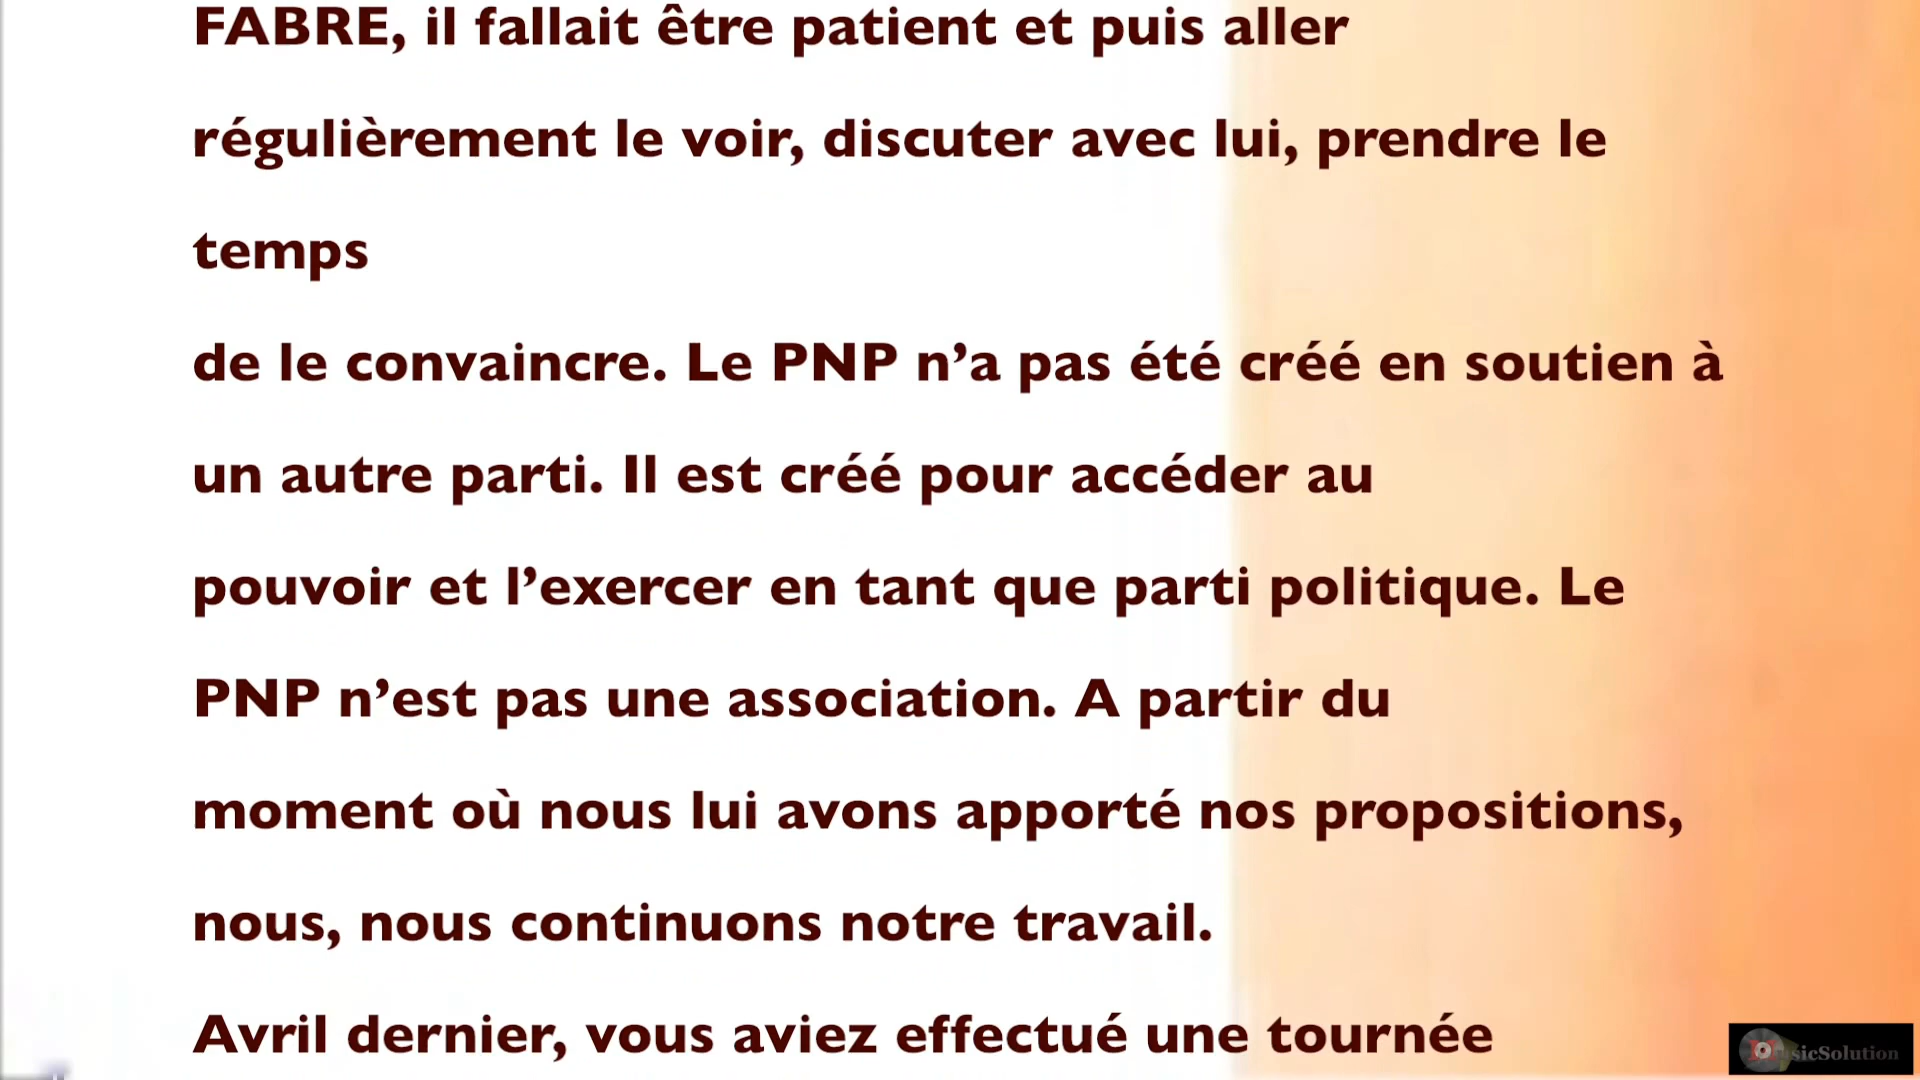 FABRE, il fallait être patient et puis aller
régulièrement le voir, discuter avec lui, prendre le
temps
de le convaincre. Le PNP n’a pas été créé en soutien à
un autre parti. Il est créé pour accéder au
pouvoir et l’exercer en tant que parti politique. Le
PNP n’est pas une association. A partir du
moment où nous lui avons apporté nos propositions,
nous, nous continuons notre travail.
Avril dernier, vous aviez effectué une tournée
MusicSolution